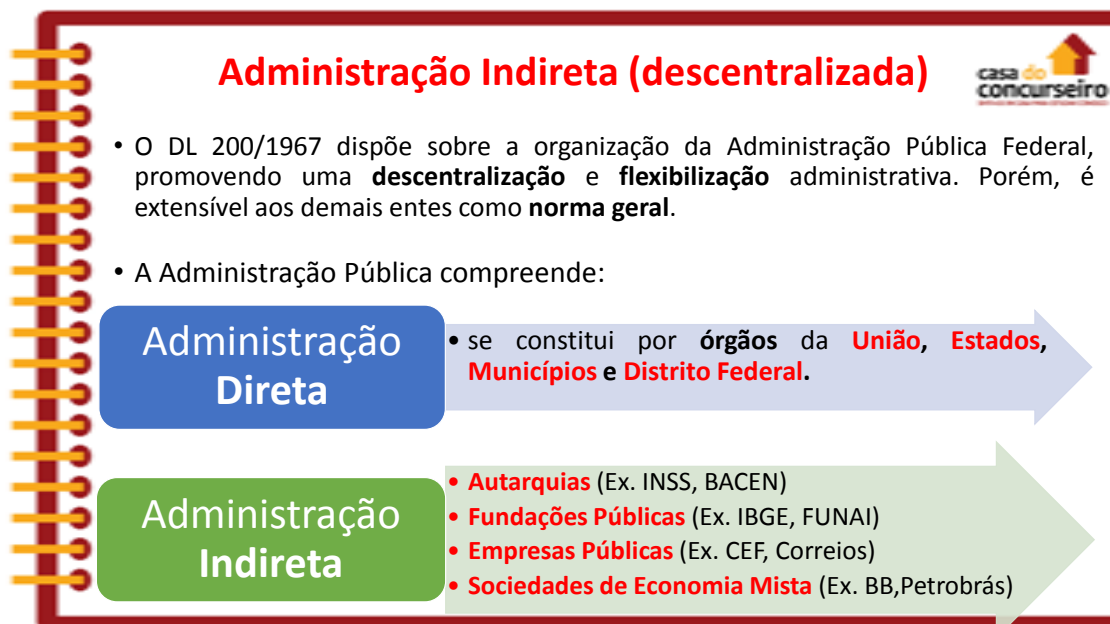 Administração Indireta (descentralizada)
casa do
concurseiro
• O DL 200/1967 dispõe sobre a organização da Administração Pública Federal,
promovendo uma descentralização e flexibilização administrativa. Porém, é
extensível aos demais entes como norma geral.
• A Administração Pública compreende:
Administração
Direta
• se constitui por órgãos da União, Estados,
Municípios e Distrito Federal.
Administração
Indireta
• Autarquias (Ex. INSS, BACEN)
• Fundações Públicas (Ex. IBGE, FUNAI)
• Empresas Públicas (Ex. CEF, Correios)
• Sociedades de Economia Mista (Ex. BB,Petrobrás)